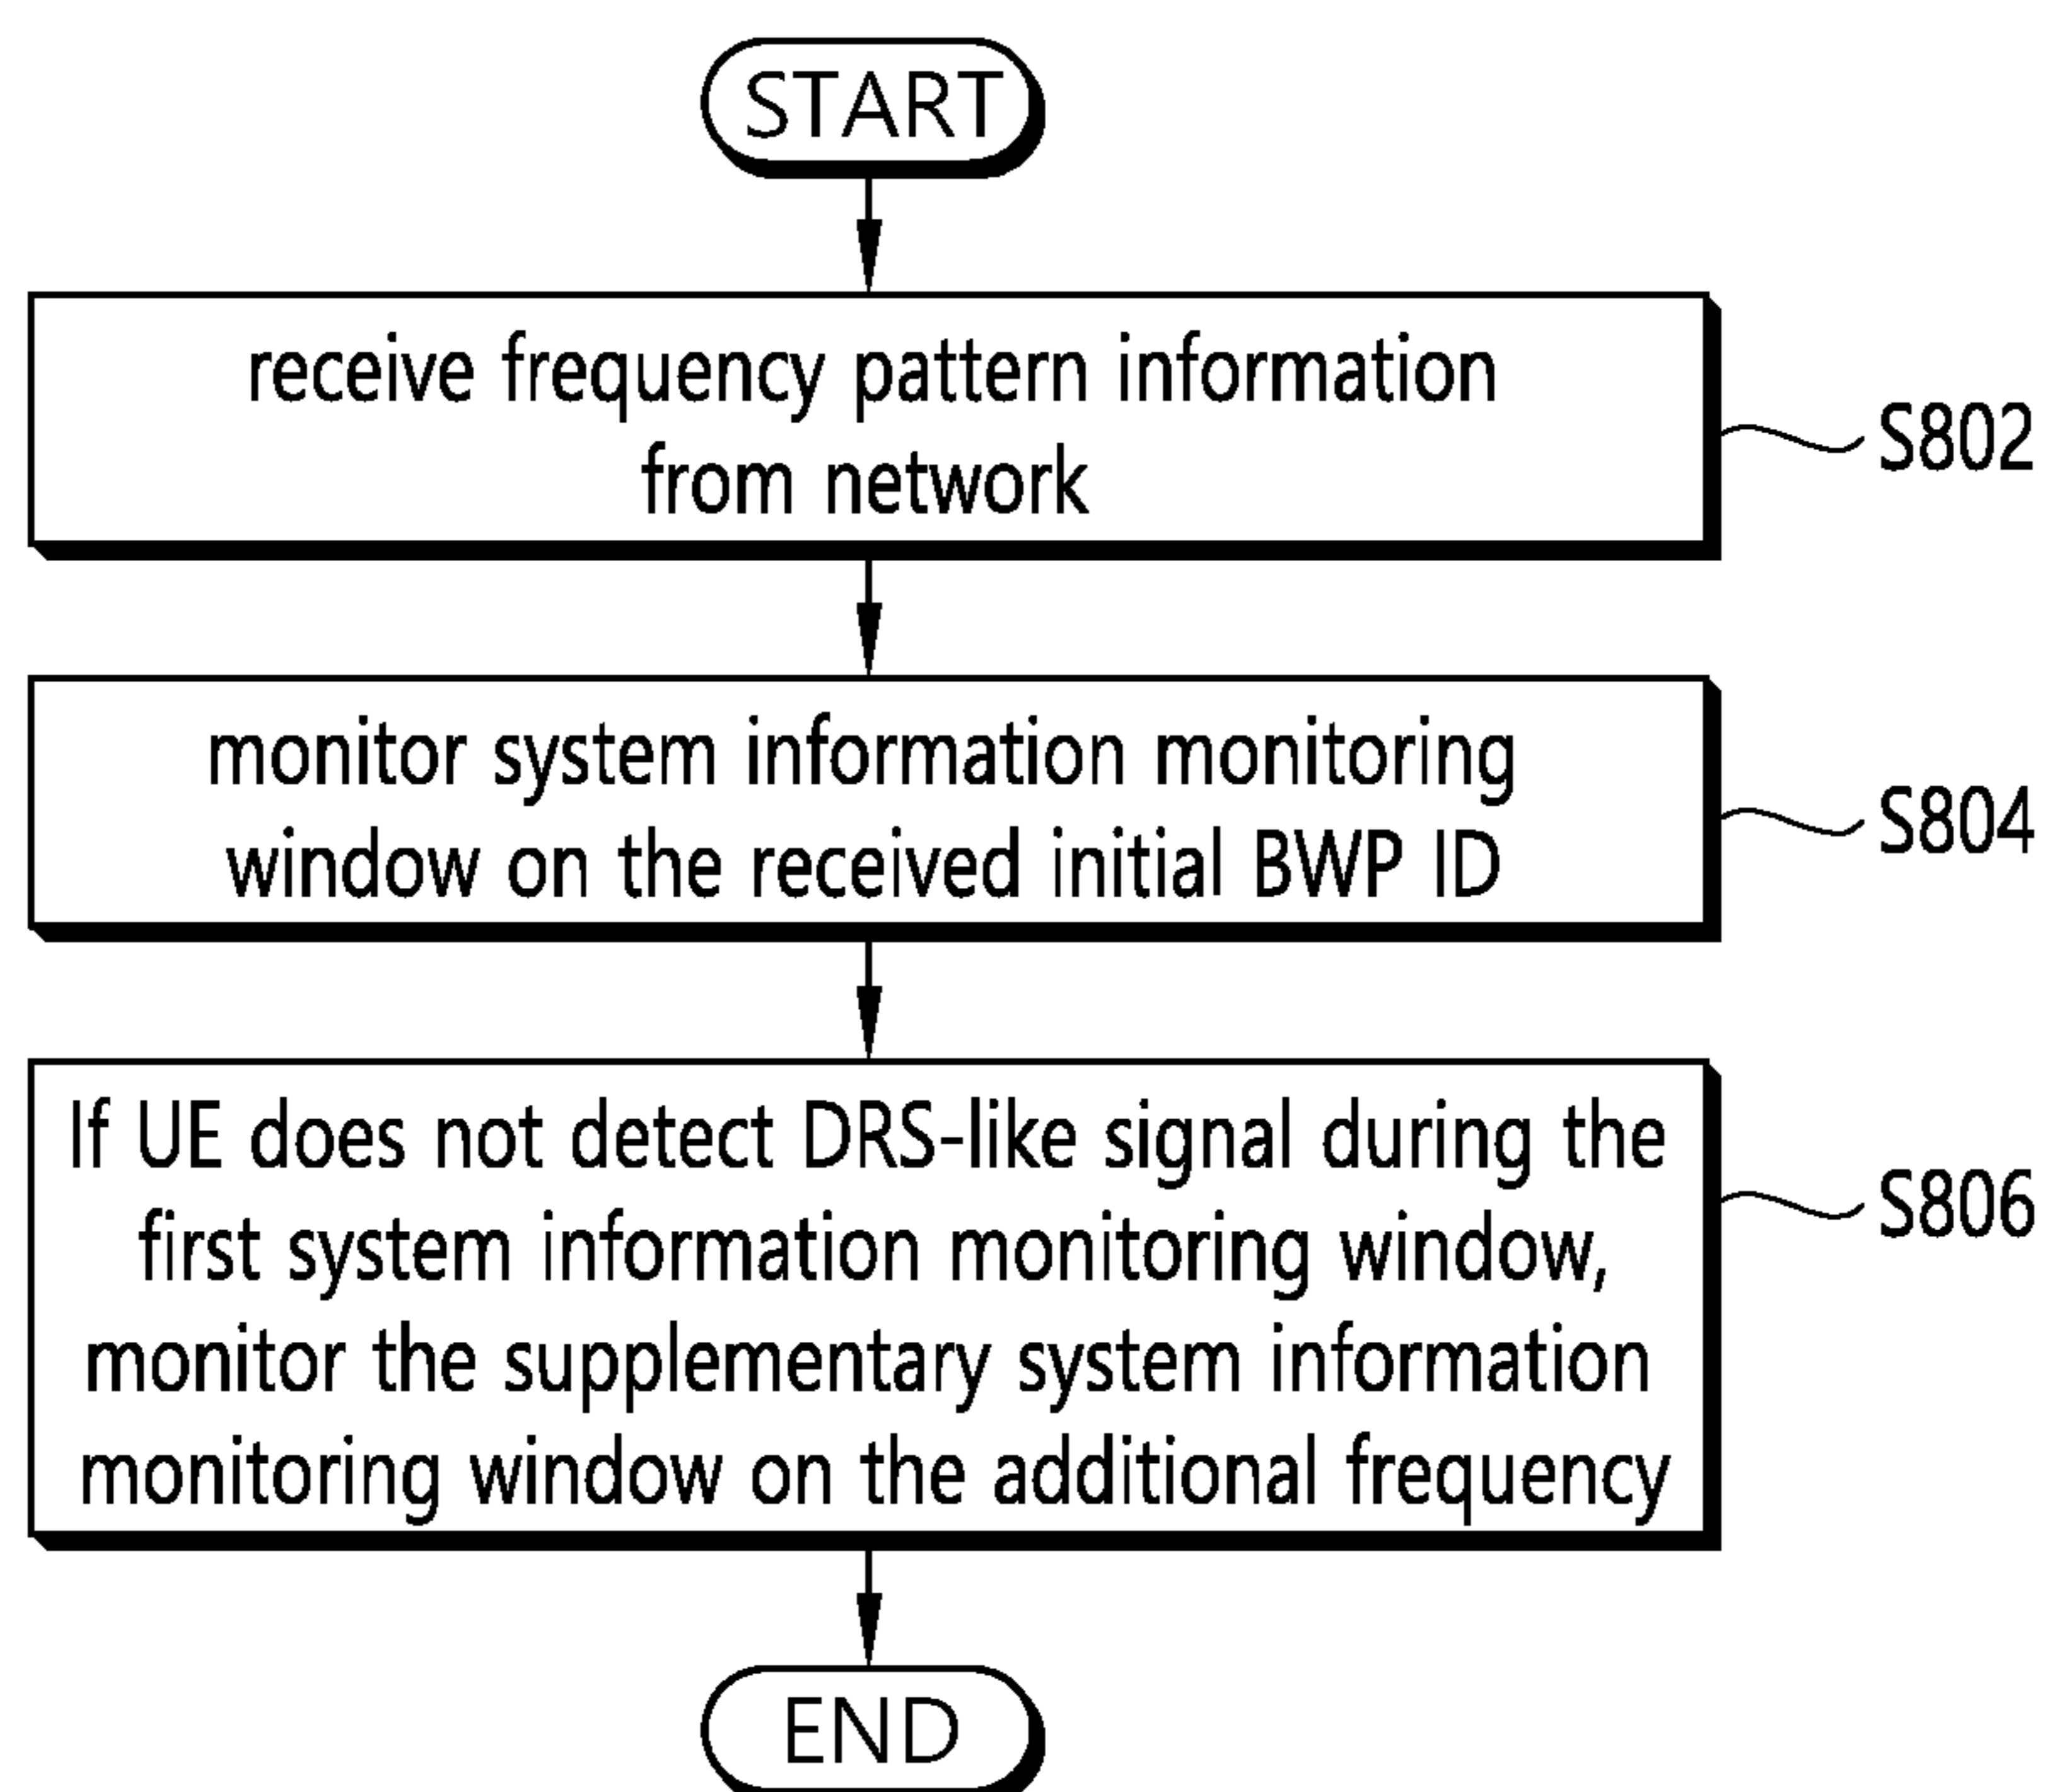 START
receive frequency pattern information
from network
S802
monitor system information monitoring
window on the received initial BWP ID
S804
If UE does not detect DRS-like signal during the
first system information monitoring window,
monitor the supplementary system information
monitoring window on the additional frequency
S806
END